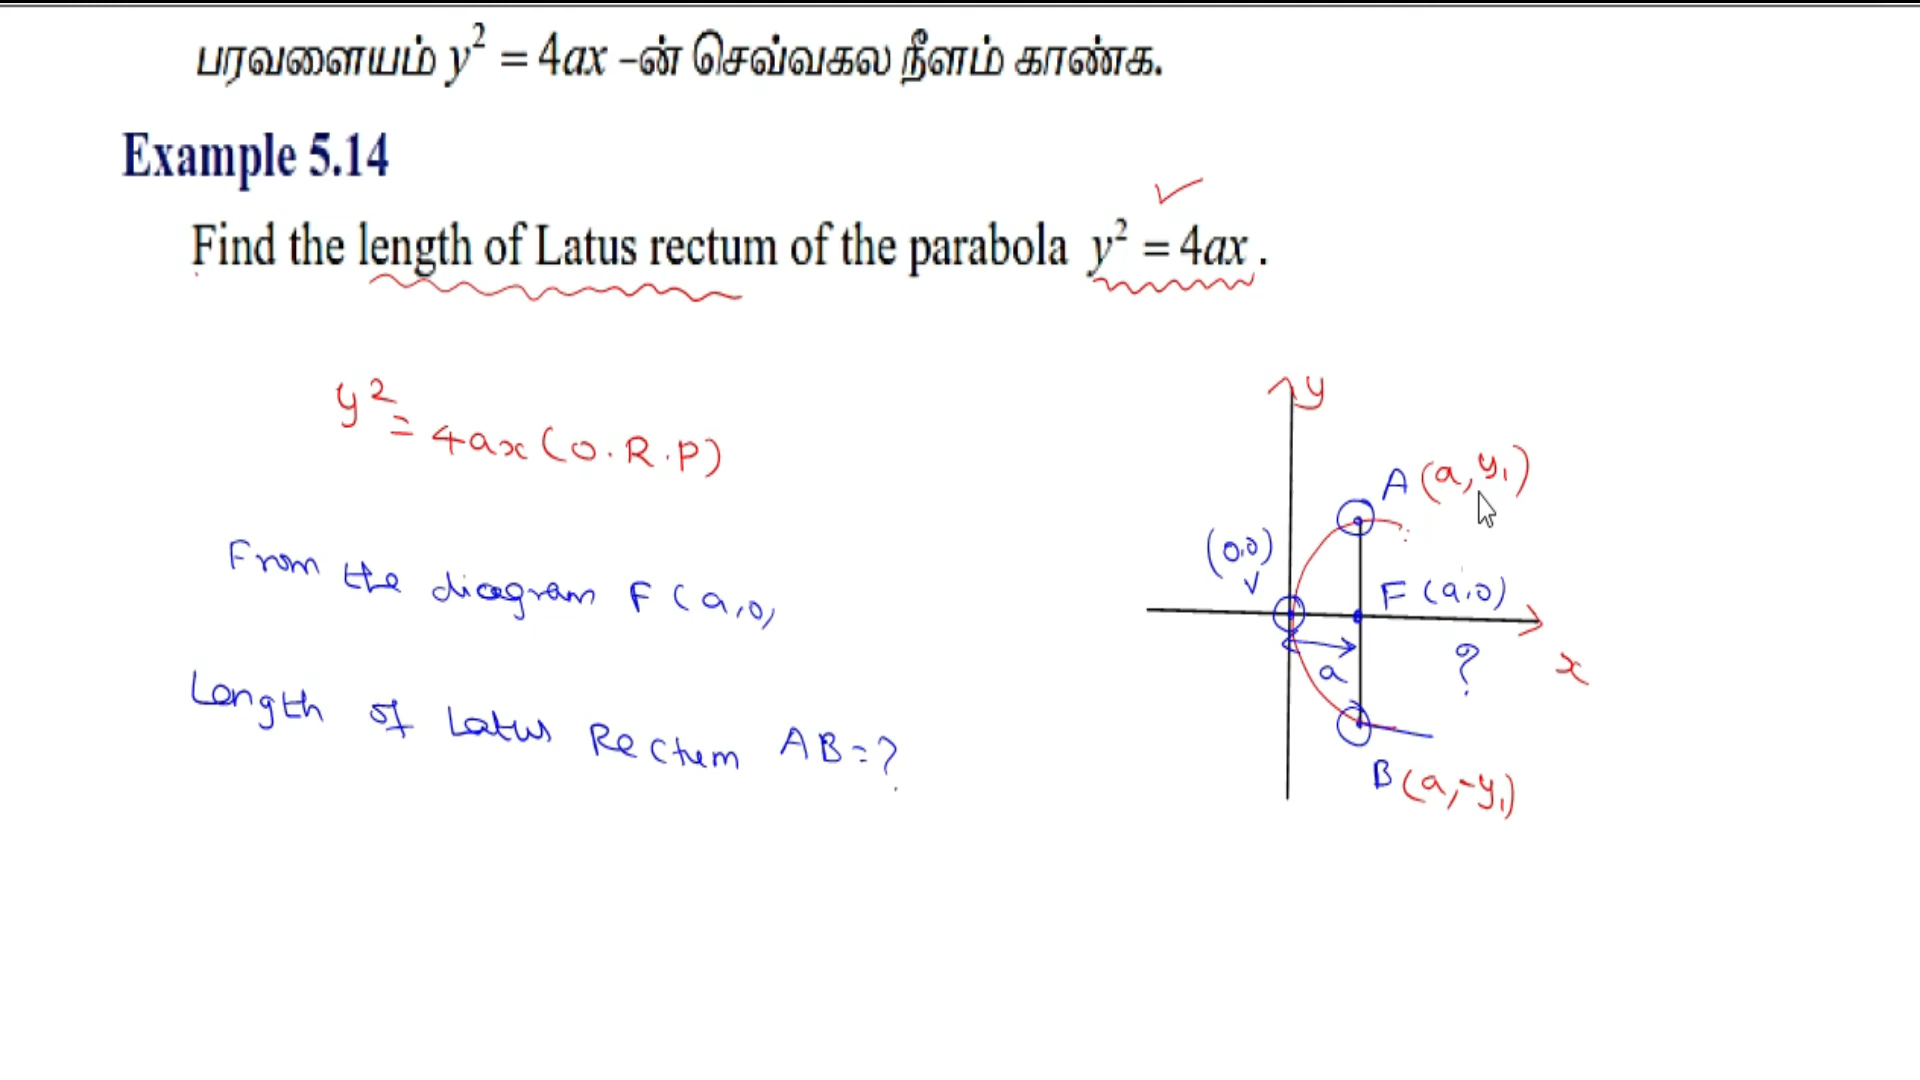 பரவளையம் y² = 4ax –ன் செவ்வகல நீளம் காண்க.
Example 5.14
Find the length of Latus rectum of the parabola y² = 4ax .
y² = 4ax (O.R.P)
From the diagram F (a,0)
Length of Latus Rectum AB=?
y
A (a, y₁)
(0,0)
F (a,0)
a
?
x
B (a, -y₁)